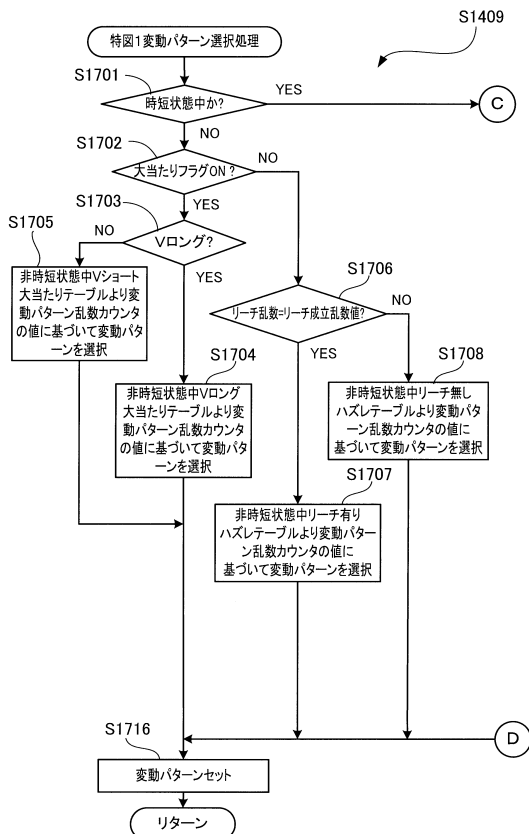 S1409
特図1変動パターン選択処理
S1701
時短状態中か?
YES
C
NO
S1702
大当たりフラグON?
NO
YES
S1703
Vロング?
NO
YES
S1705
非時短状態中Vショート
大当たりテーブルより変
動パターン乱数カウンタ
の値に基づいて変動パタ
ーンを選択
S1704
非時短状態中Vロング
大当たりテーブルより変
動パターン乱数カウンタ
の値に基づいて変動パタ
ーンを選択
S1706
リーチ乱数=リーチ成立乱数値?
NO
YES
S1708
非時短状態中リーチ無し
ハズレテーブルより変動パタ
ーン乱数カウンタの値に
基づいて変動パターンを選択
S1707
非時短状態中リーチ有り
ハズレテーブルより変動パター
ン乱数カウンタの値に
基づいて変動パターンを選択
D
S1716
変動パターンセット
リターン